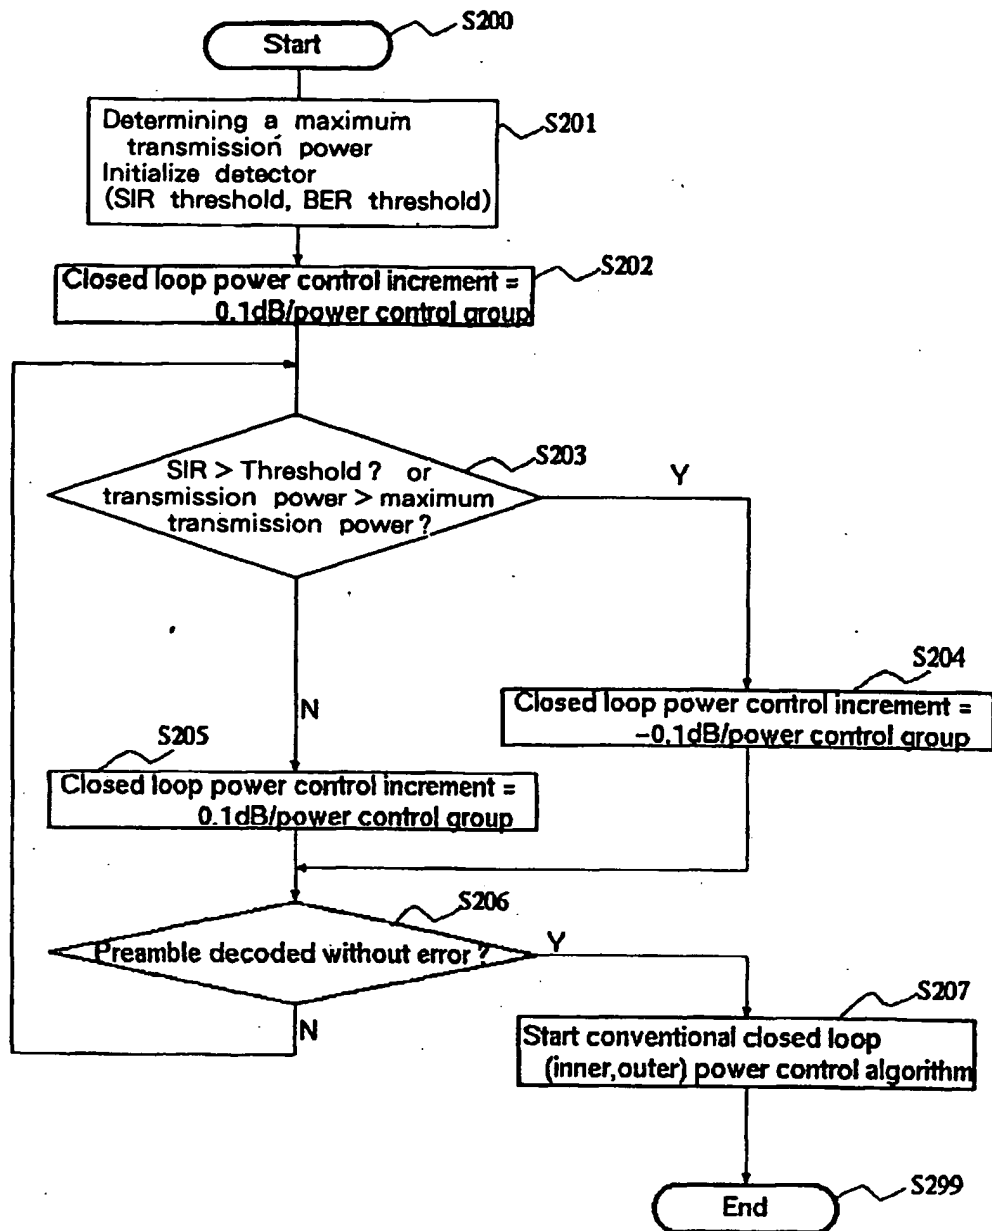 S200
Start
S201
Determining a maximum
transmission power
Initialize detector
(SIR threshold, BER threshold)
S202
Closed loop power control increment =
0.1dB/power control group
S203
SIR > Threshold ? or
transmission power > maximum
transmission power ?
Y
N
S204
Closed loop power control increment =
-0.1dB/power control group
S205
Closed loop power control increment =
0.1dB/power control group
S206
Preamble decoded without error ?
Y
N
S207
Start conventional closed loop
(inner,outer) power control algorithm
S299
End